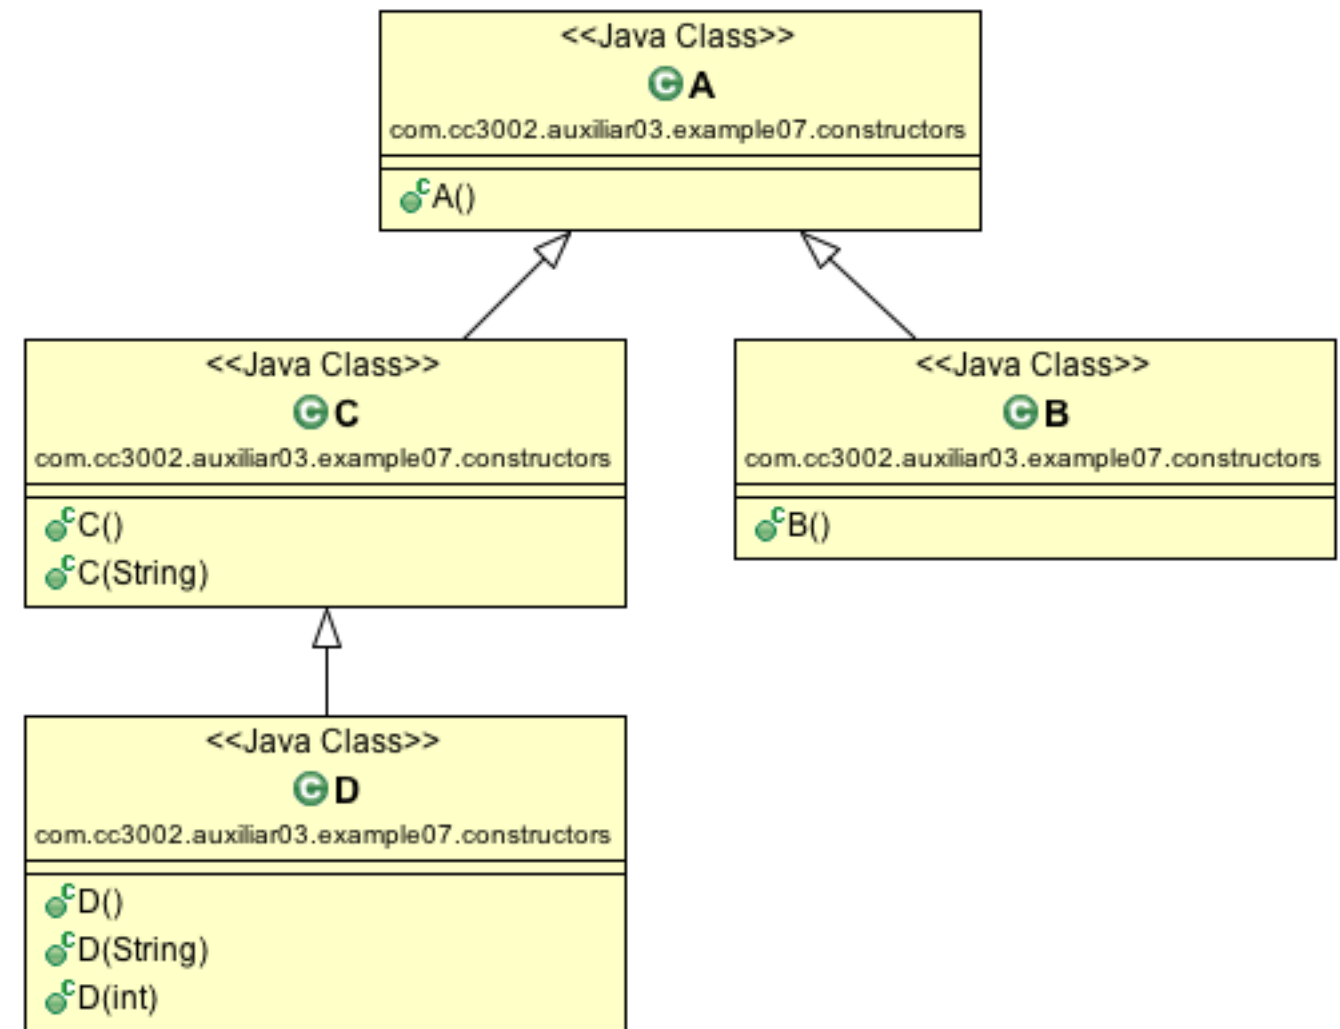 <<Java Class>>
C A
com.cc3002.auxiliar03.example07.constructors
C A()
<<Java Class>>
C C
com.cc3002.auxiliar03.example07.constructors
C C()
C C(String)
<<Java Class>>
C B
com.cc3002.auxiliar03.example07.constructors
C B()
<<Java Class>>
C D
com.cc3002.auxiliar03.example07.constructors
C D()
C D(String)
C D(int)